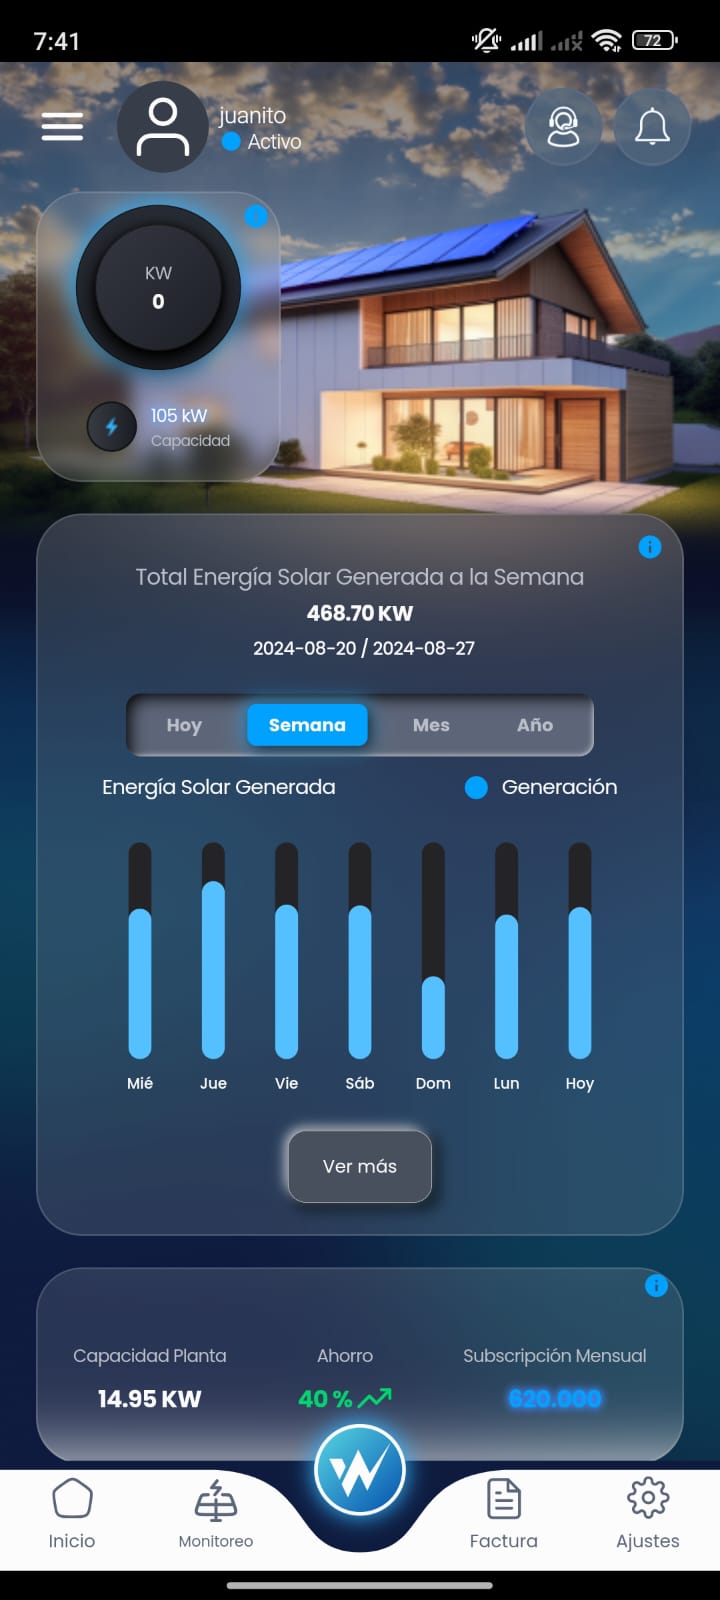 7:41
72
juanito
Activo
KW
0
105 kW
Capacidad
Total Energía Solar Generada a la Semana
468.70 KW
2024-08-20 / 2024-08-27
Hoy Semana Mes Año
Energía Solar Generada Generación
Mié Jue Vie Sáb Dom Lun Hoy
Ver más
Capacidad Planta Ahorro Subscripción Mensual
14.95 KW 40 % 620.000
Inicio Monitoreo Factura Ajustes